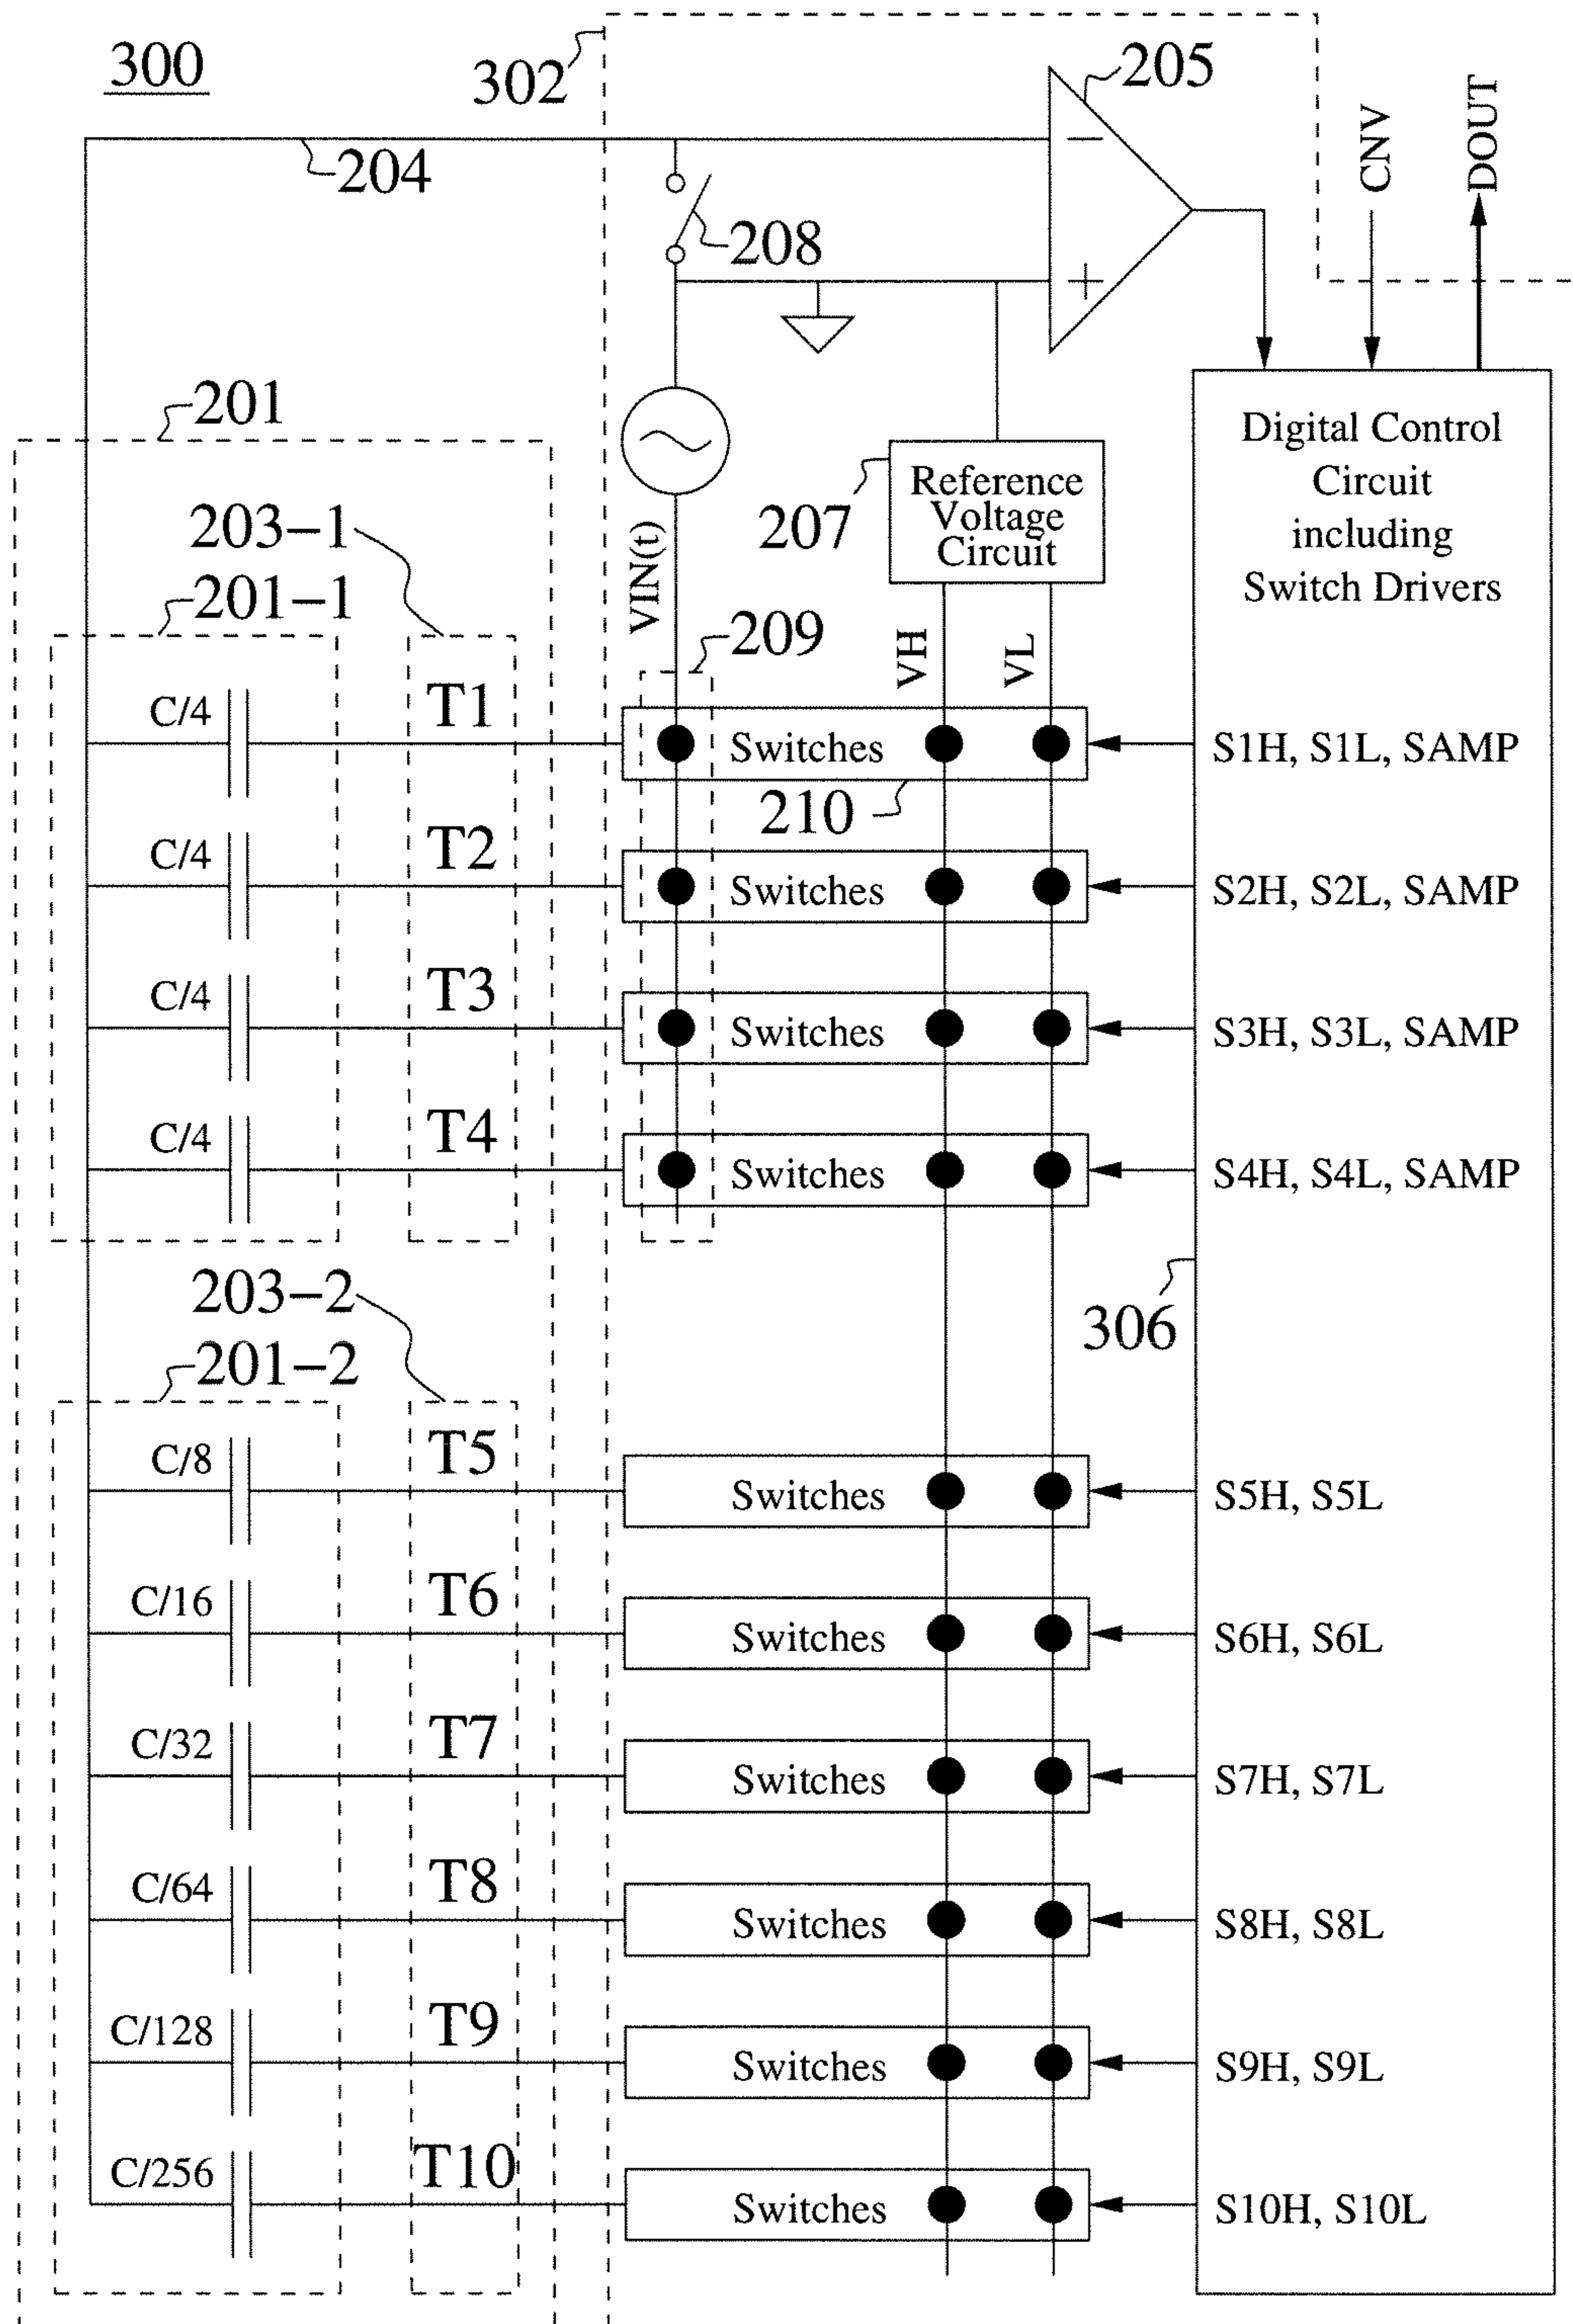 300
302
205
CNV
DOUT
204
−
208
+
201
Digital Control
Circuit
including
Switch Drivers
Reference
Voltage
Circuit
207
203−1
201−1
VIN(t)
209
VH
VL
C/4
T1
Switches
S1H, S1L, SAMP
210
C/4
T2
Switches
S2H, S2L, SAMP
C/4
T3
Switches
S3H, S3L, SAMP
C/4
T4
Switches
S4H, S4L, SAMP
203−2
306
201−2
C/8
T5
Switches
S5H, S5L
C/16
T6
Switches
S6H, S6L
C/32
T7
Switches
S7H, S7L
C/64
T8
Switches
S8H, S8L
C/128
T9
Switches
S9H, S9L
C/256
T10
Switches
S10H, S10L